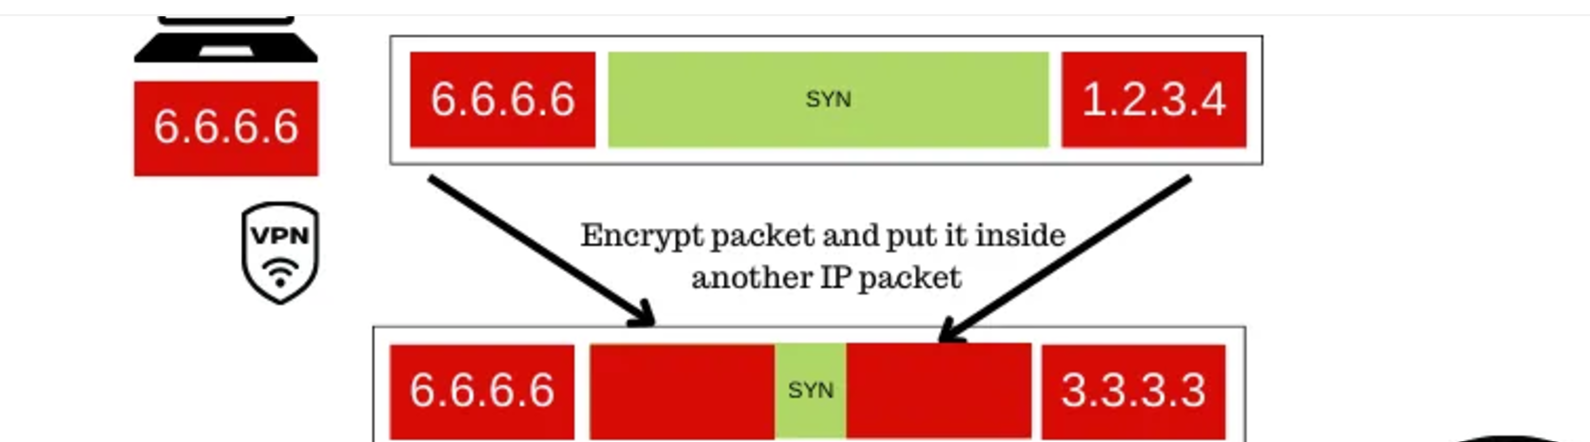 6.6.6.6 SYN 1.2.3.4
6.6.6.6
VPN
Encrypt packet and put it inside
another IP packet
6.6.6.6 SYN 3.3.3.3